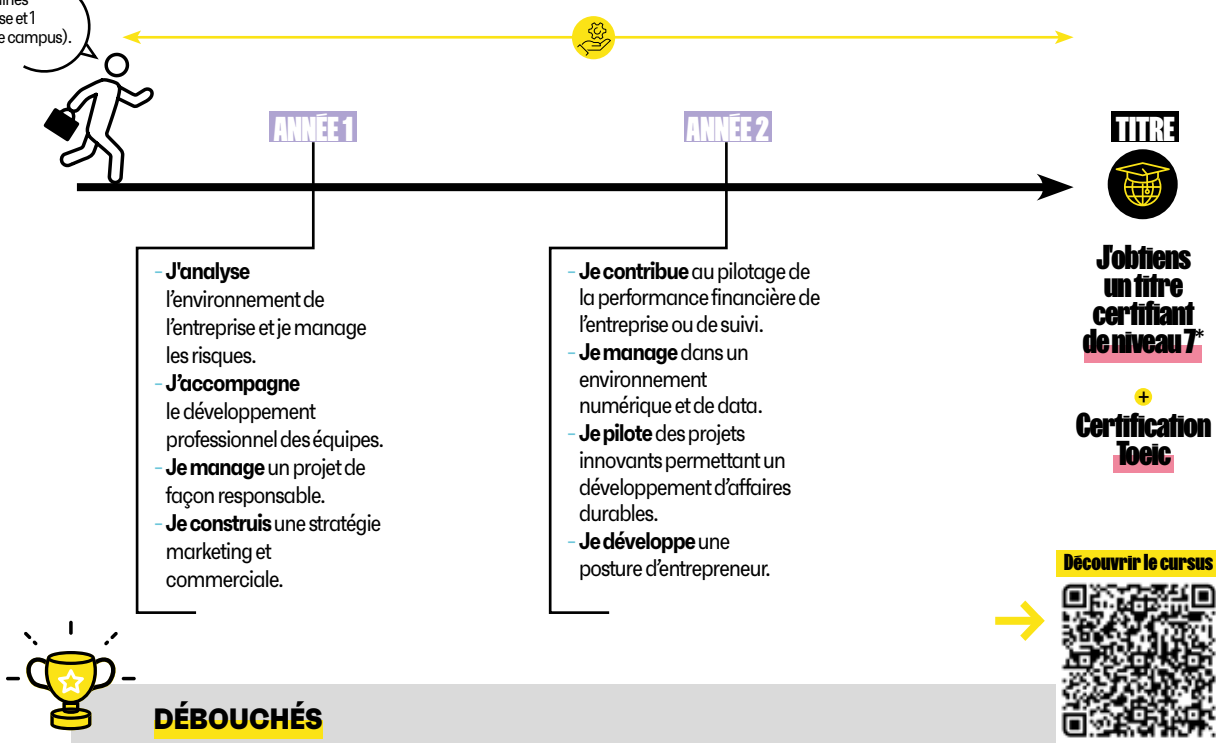 se et 1
e campus).
ANNÉE 1
ANNÉE 2
TITRE
- J'analyse
l'environnement de
l'entreprise et je manage
les risques.
- J'accompagne
le développement
professionnel des équipes.
- Je manage un projet de
façon responsable.
- Je construis une stratégie
marketing et
commerciale.
- Je contribue au pilotage de
la performance financière de
l'entreprise ou de suivi.
- Je manage dans un
environnement
numérique et de data.
- Je pilote des projets
innovants permettant un
développement d'affaires
durables.
- Je développe une
posture d'entrepreneur.
J'obtiens
un titre
certifiant
de niveau 7*
+
Certification
Toeic
Découvrir le cursus
DÉBOUCHÉS